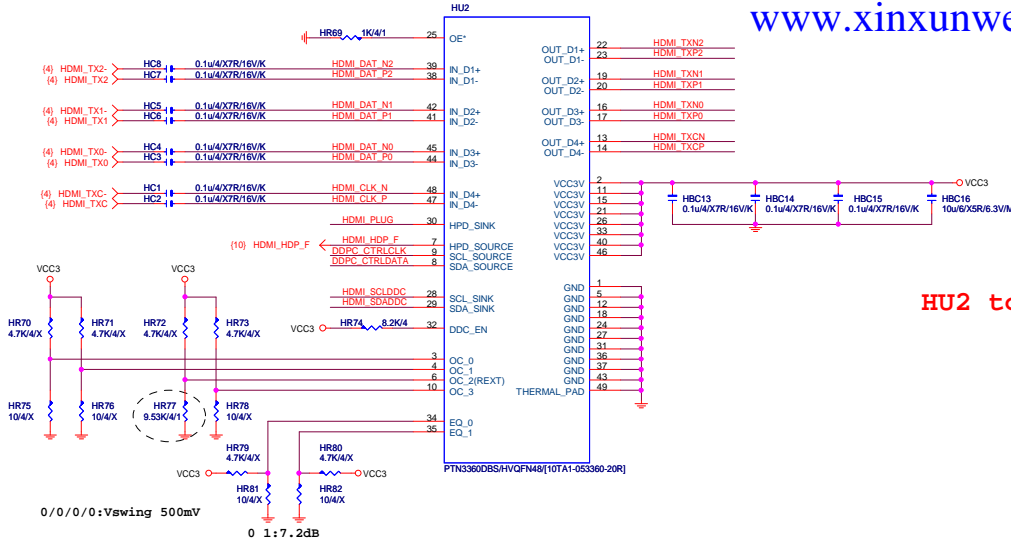 HU2
www.xinxunwe
HR69 1K/4/1
25 OE*
OUT_D1+ 22 HDMI_TXN2
OUT_D1- 23 HDMI_TXP2
{4} HDMI_TX2- HC8 0.1u/4/X7R/16V/K HDMI_DAT_N2 39 IN_D1+
{4} HDMI_TX2 HC7 0.1u/4/X7R/16V/K HDMI_DAT_P2 38 IN_D1-
OUT_D2+ 19 HDMI_TXN1
OUT_D2- 20 HDMI_TXP1
{4} HDMI_TX1- HC5 0.1u/4/X7R/16V/K HDMI_DAT_N1 42 IN_D2+
{4} HDMI_TX1 HC6 0.1u/4/X7R/16V/K HDMI_DAT_P1 41 IN_D2-
OUT_D3+ 16 HDMI_TXN0
OUT_D3- 17 HDMI_TXP0
{4} HDMI_TX0- HC4 0.1u/4/X7R/16V/K HDMI_DAT_N0 45 IN_D3+
{4} HDMI_TX0 HC3 0.1u/4/X7R/16V/K HDMI_DAT_P0 44 IN_D3-
OUT_D4+ 13 HDMI_TXCN
OUT_D4- 14 HDMI_TXCP
{4} HDMI_TXC- HC1 0.1u/4/X7R/16V/K HDMI_CLK_N 48 IN_D4+
{4} HDMI_TXC HC2 0.1u/4/X7R/16V/K HDMI_CLK_P 47 IN_D4-
VCC3V 2
VCC3V 11
VCC3V 15
VCC3V 21
VCC3V 26
VCC3V 33
VCC3V 40
VCC3V 46
VCC3
HBC13 0.1u/4/X7R/16V/K
HBC14 0.1u/4/X7R/16V/K
HBC15 0.1u/4/X7R/16V/K
HBC16 10u/6/X5R/6.3V/M
HDMI_PLUG 30 HPD_SINK
{10} HDMI_HDP_F HDMI_HDP_F 7 HPD_SOURCE
DDPC_CTRLCLK 9 SCL_SOURCE
DDPC_CTRLDATA 8 SDA_SOURCE
HDMI_SCLDDC 28 SCL_SINK
HDMI_SDADDC 29 SDA_SINK
VCC3 HR74 8.2K/4 32 DDC_EN
GND 1
GND 5
GND 12
GND 18
GND 24
GND 27
GND 31
GND 36
GND 37
GND 43
THERMAL_PAD 49
HU2 to
VCC3
VCC3
HR70 4.7K/4/X
HR71 4.7K/4/X
HR72 4.7K/4/X
HR73 4.7K/4/X
3 OC_0
4 OC_1
6 OC_2(REXT)
10 OC_3
HR75 10/4/X
HR76 10/4/X
HR77 9.53K/4/1
HR78 10/4/X
34 EQ_0
35 EQ_1
HR79 4.7K/4/X
HR80 4.7K/4/X
VCC3
VCC3
HR81 10/4/X
HR82 10/4/X
PTN3360DBS/HVQFN48/[10TA1-053360-20R]
0/0/0/0:Vswing 500mV
0 1:7.2dB